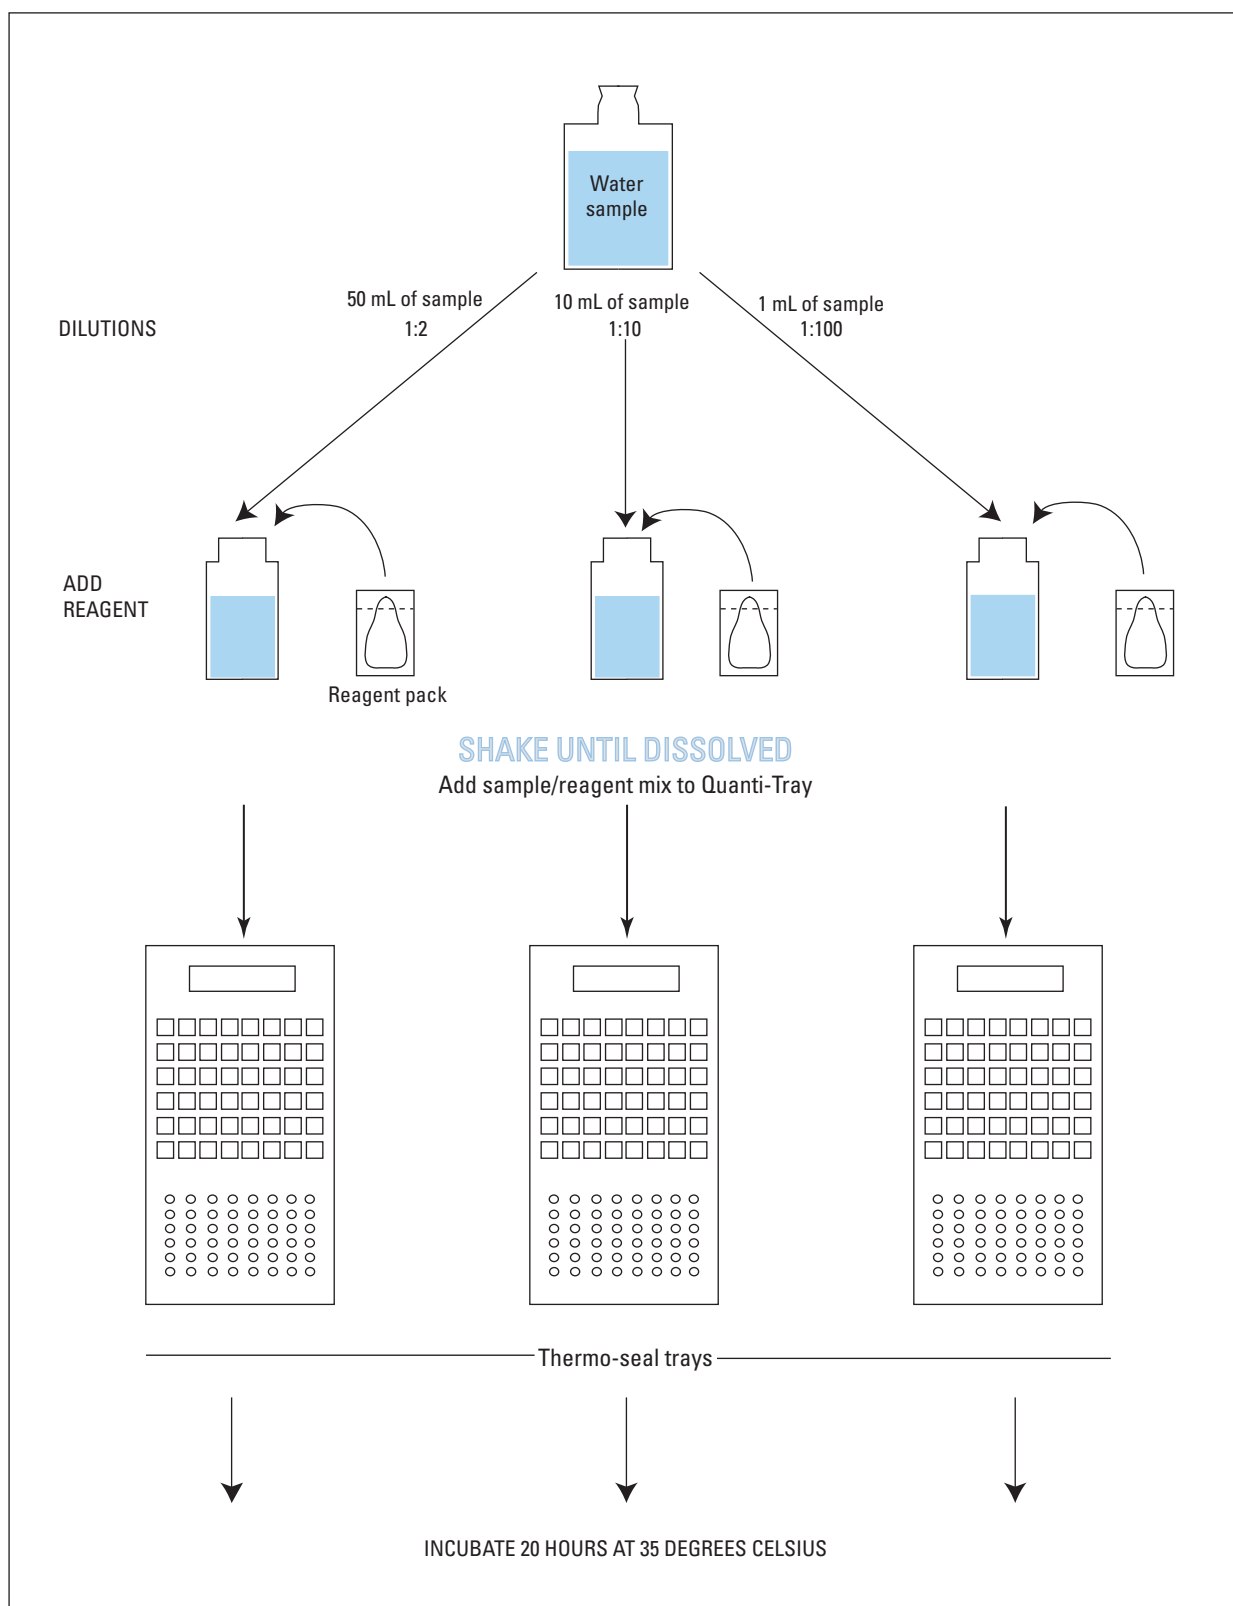 Water
sample
50 mL of sample
1:2
10 mL of sample
1:10
1 mL of sample
1:100
DILUTIONS
ADD
REAGENT
Reagent pack
SHAKE UNTIL DISSOLVED
Add sample/reagent mix to Quanti-Tray
Thermo-seal trays
INCUBATE 20 HOURS AT 35 DEGREES CELSIUS